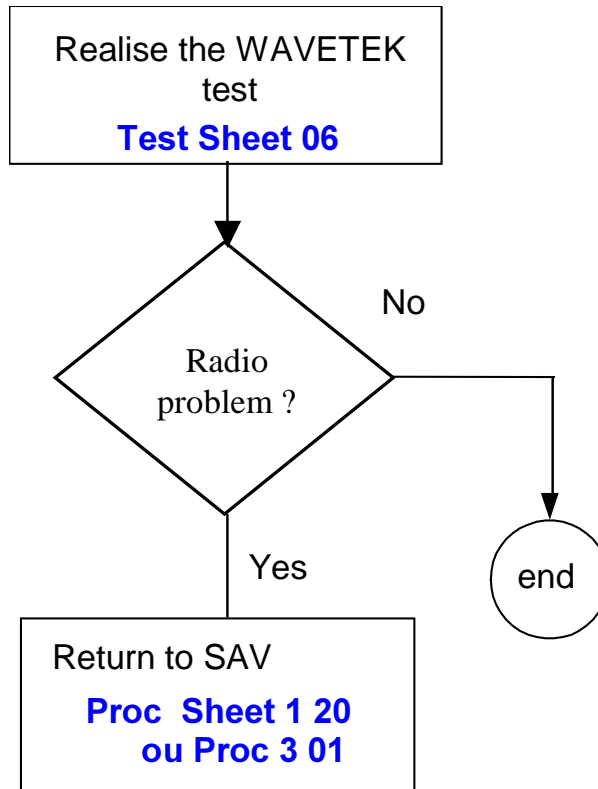 Realise the WAVETEK
test
Test Sheet 06
No
Radio
problem ?
Yes
end
Return to SAV
Proc Sheet 1 20
ou Proc 3 01